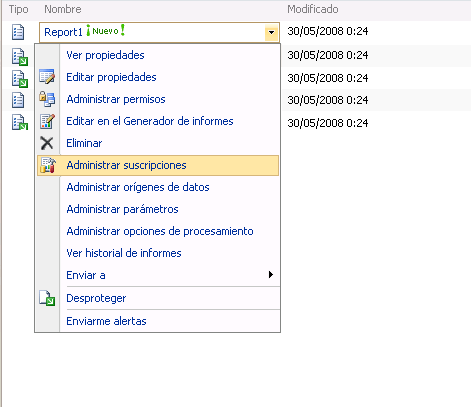 Tipo Nombre Modificado
Report1 ¡Nuevo! 30/05/2008 0:24
Ver propiedades 30/05/2008 0:24
Editar propiedades 30/05/2008 0:24
Administrar permisos 30/05/2008 0:24
Editar en el Generador de informes 30/05/2008 0:24
Eliminar
Administrar suscripciones
Administrar orígenes de datos
Administrar parámetros
Administrar opciones de procesamiento
Ver historial de informes
Enviar a
Desproteger
Enviarme alertas